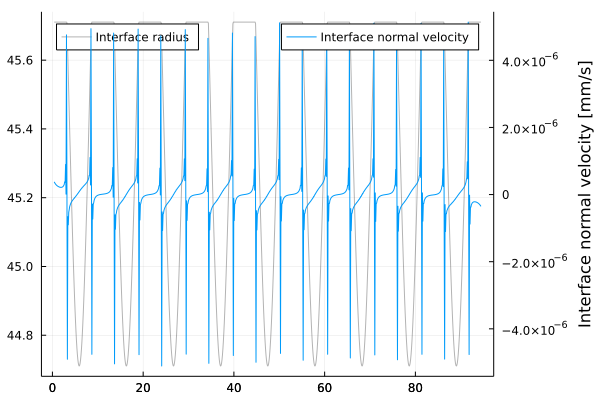 Interface radius
Interface normal velocity
45.6
45.4
45.2
45.0
44.8
4.0×10⁻⁶
2.0×10⁻⁶
0
−2.0×10⁻⁶
−4.0×10⁻⁶
Interface normal velocity [mm/s]
0 20 40 60 80